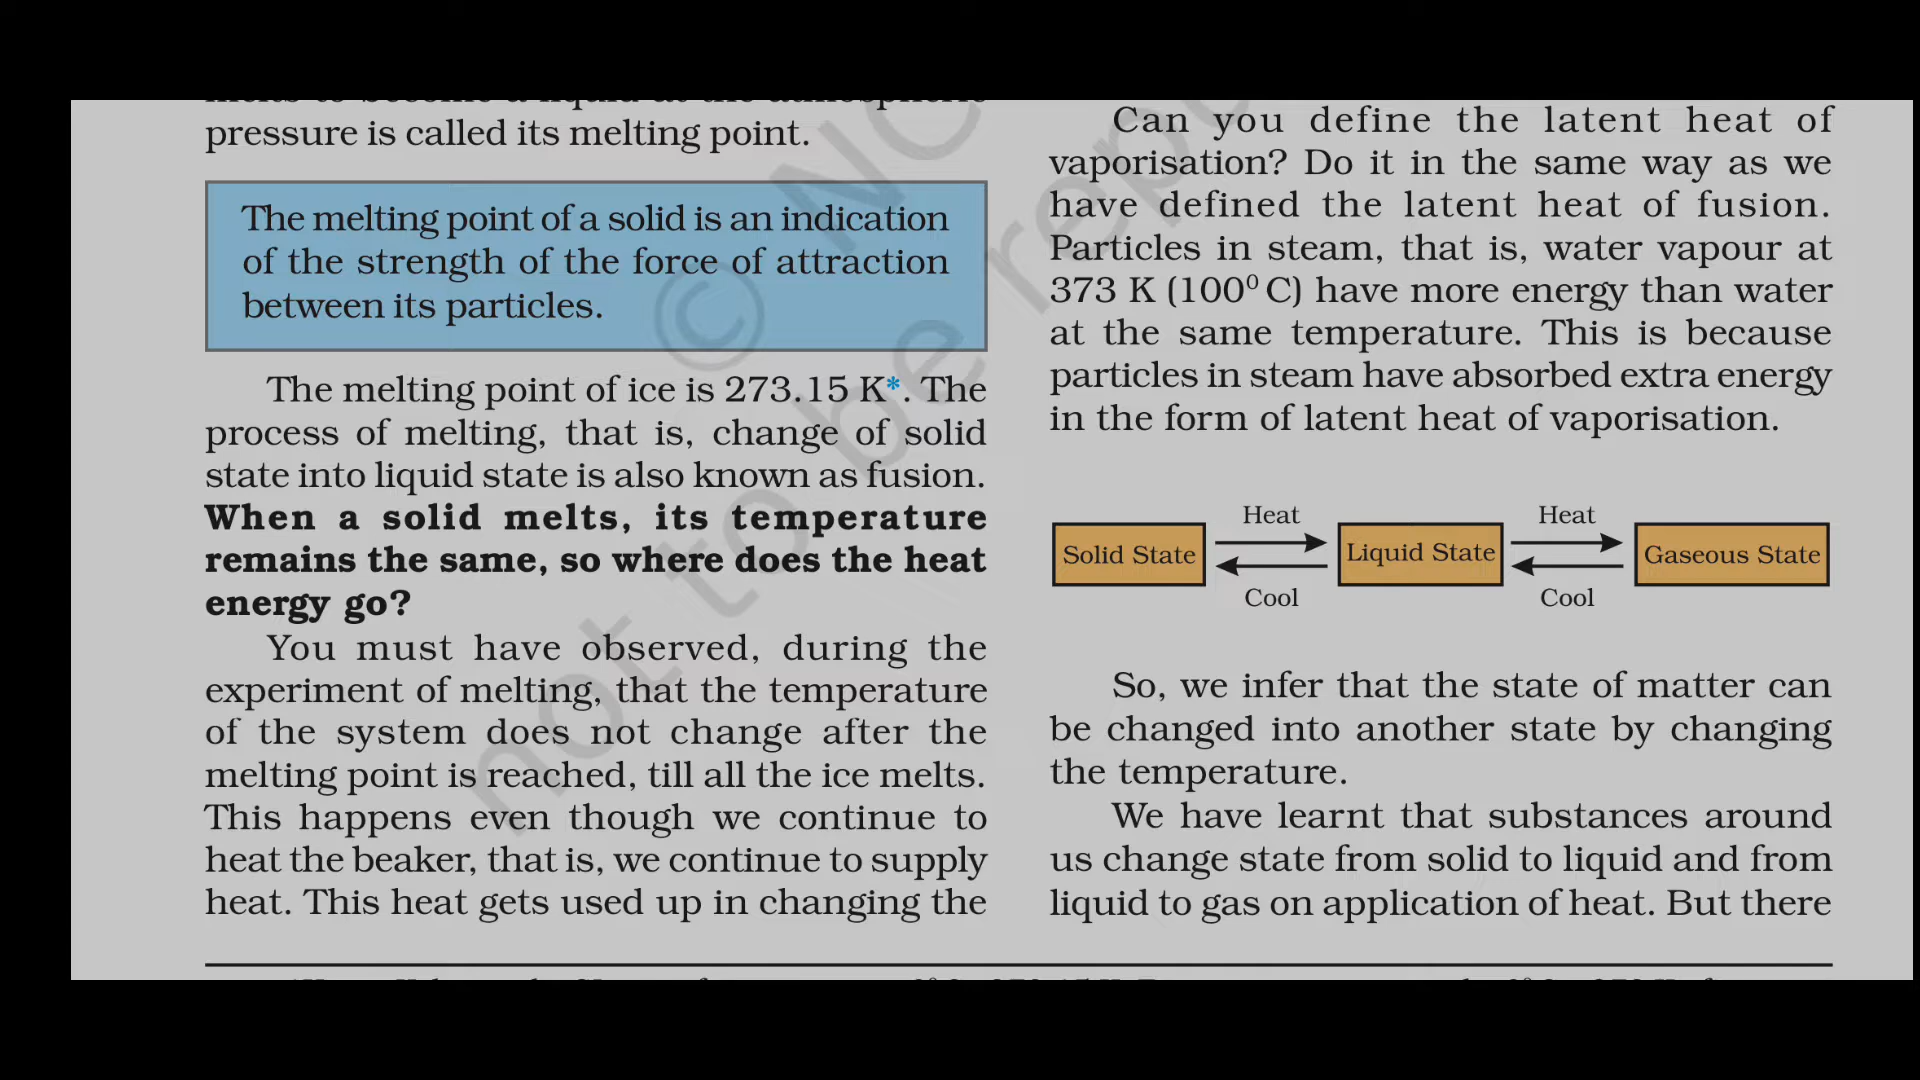 pressure is called its melting point.
The melting point of a solid is an indication
of the strength of the force of attraction
between its particles.
The melting point of ice is 273.15 K*. The
process of melting, that is, change of solid
state into liquid state is also known as fusion.
When a solid melts, its temperature
remains the same, so where does the heat
energy go?
You must have observed, during the
experiment of melting, that the temperature
of the system does not change after the
melting point is reached, till all the ice melts.
This happens even though we continue to
heat the beaker, that is, we continue to supply
heat. This heat gets used up in changing the
Can you define the latent heat of
vaporisation? Do it in the same way as we
have defined the latent heat of fusion.
Particles in steam, that is, water vapour at
373 K (100⁰ C) have more energy than water
at the same temperature. This is because
particles in steam have absorbed extra energy
in the form of latent heat of vaporisation.
Heat Heat
Solid State Liquid State Gaseous State
Cool Cool
So, we infer that the state of matter can
be changed into another state by changing
the temperature.
We have learnt that substances around
us change state from solid to liquid and from
liquid to gas on application of heat. But there
© NC
not to be rep